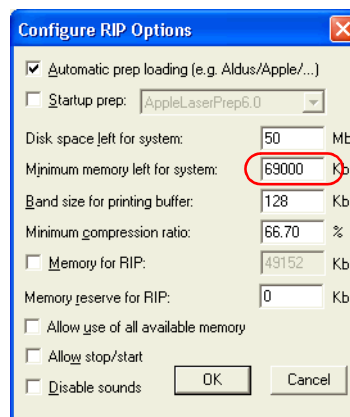 Configure RIP Options
Automatic prep loading (e.g. Aldus/Apple/...)
Startup prep: AppleLaserPrep6.0
Disk space left for system: 50 Mb
Minimum memory left for system: 69000 Kb
Band size for printing buffer: 128 Kb
Minimum compression ratio: 66.70 %
Memory for RIP: 49152 Kb
Memory reserve for RIP: 0 Kb
Allow use of all available memory
Allow stop/start
Disable sounds
OK Cancel